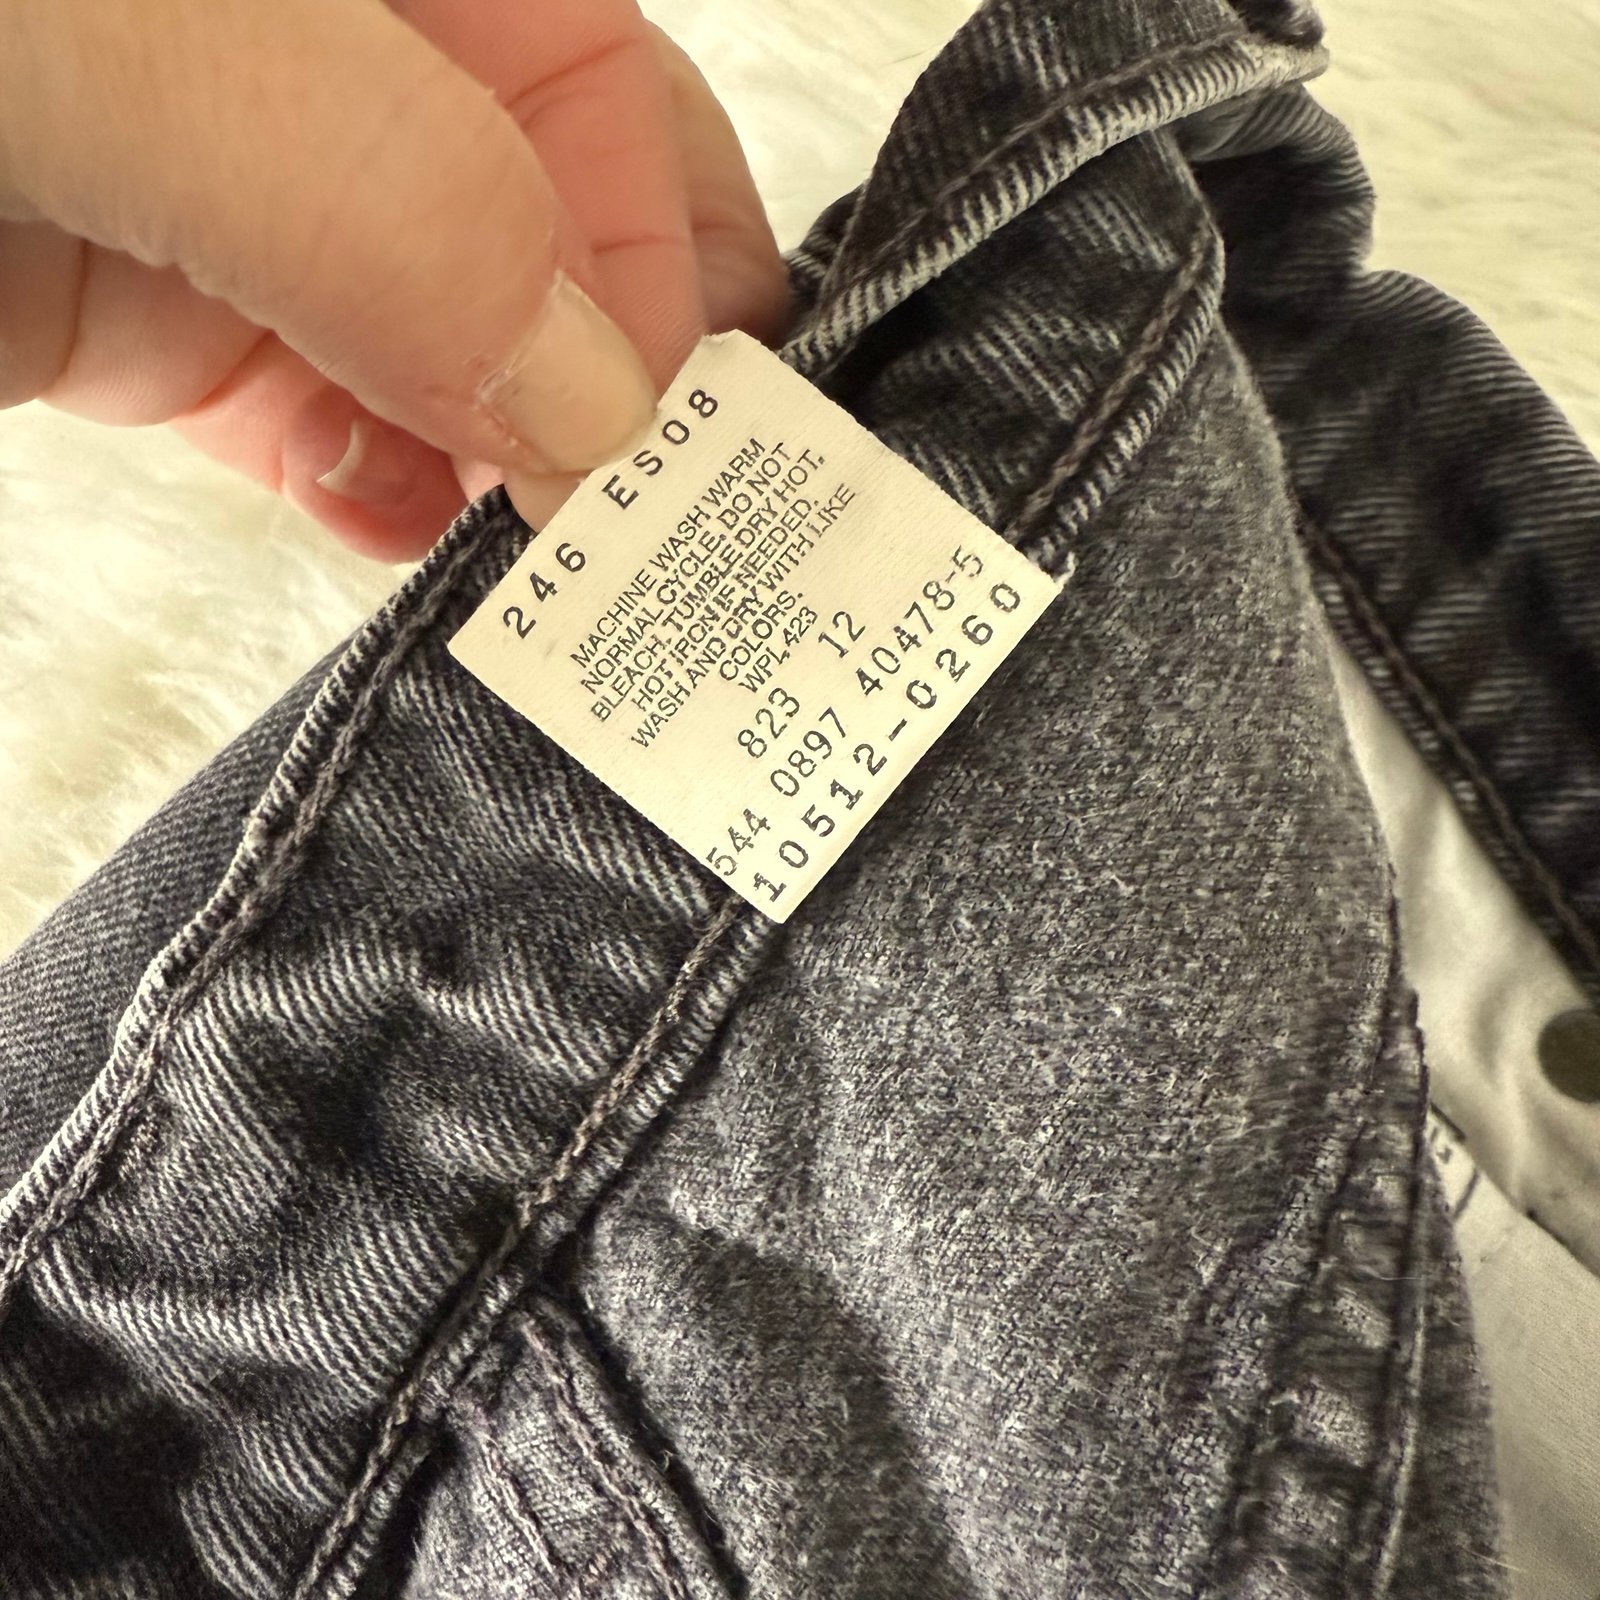 246 ES08
MACHINE WASH WARM
NORMAL CYCLE. DO NOT
BLEACH. TUMBLE DRY HOT.
HOT IRON IF NEEDED.
WASH AND DRY WITH LIKE
COLORS.
WPL 423
823 12
544 0897 40478-5
10512-0260